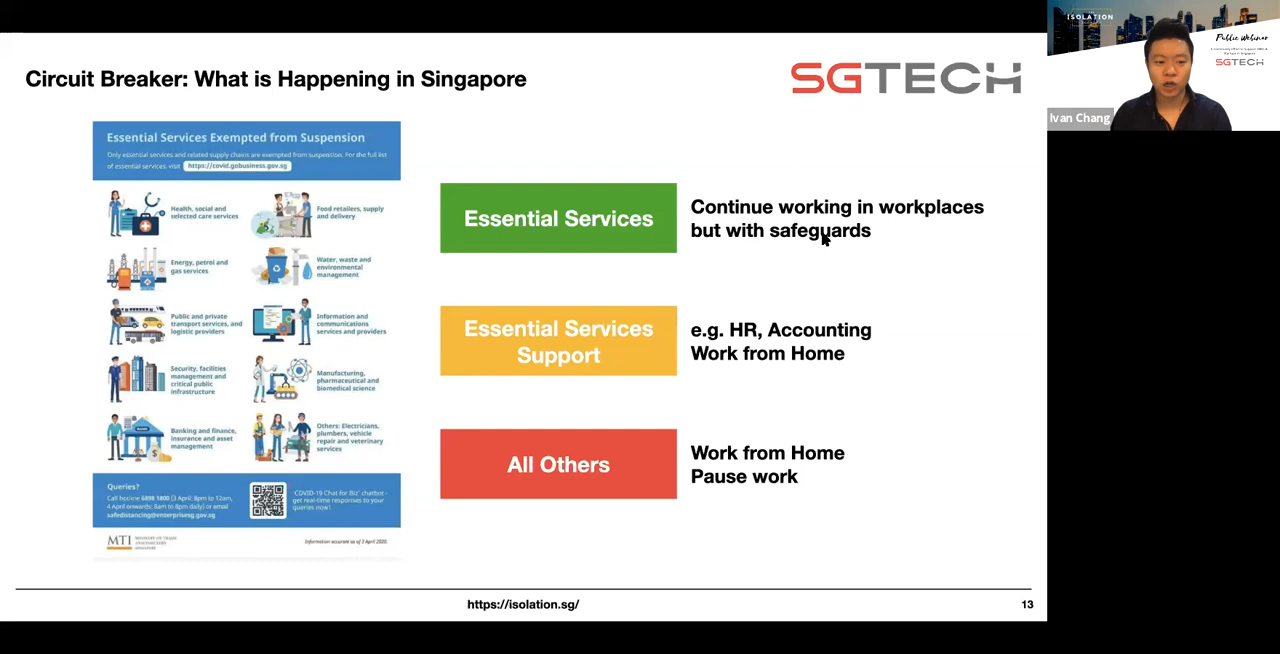 Circuit Breaker: What is Happening in Singapore
SGTECH
Essential Services Exempted from Suspension
Only essential services and related supply chains are exempted from suspension. For the full list
of essential services, visit https://covid.gobusiness.gov.sg
Health, social and
selected care services
Food retailers, supply
and delivery
Energy, petrol and
gas services
Water, waste and
environmental
management
Public and private
transport services, and
logistic providers
Information and
communications
services and providers
Security, facilities
management and
critical public
infrastructure
Manufacturing,
pharmaceutical and
biomedical science
Banking and finance,
insurance and asset
management
Others: Electricians,
plumbers, vehicle
repair and veterinary
services
Queries?
Call hotline 6898 1800 (3 April: 8pm to 12am,
4 April onwards: 8am to 8pm daily) or email
safedistancing@enterprisesg.gov.sg
'COVID-19 Chat for Biz' chatbot -
get real-time responses to your
queries now!
MTI
MINISTRY OF TRADE
AND INDUSTRY
SINGAPORE
Information accurate as of 3 April 2020.
Essential Services
Continue working in workplaces
but with safeguards
Essential Services
Support
e.g. HR, Accounting
Work from Home
All Others
Work from Home
Pause work
https://isolation.sg/
13
ISOLATION
Public Webinar
SGTECH
Ivan Chang